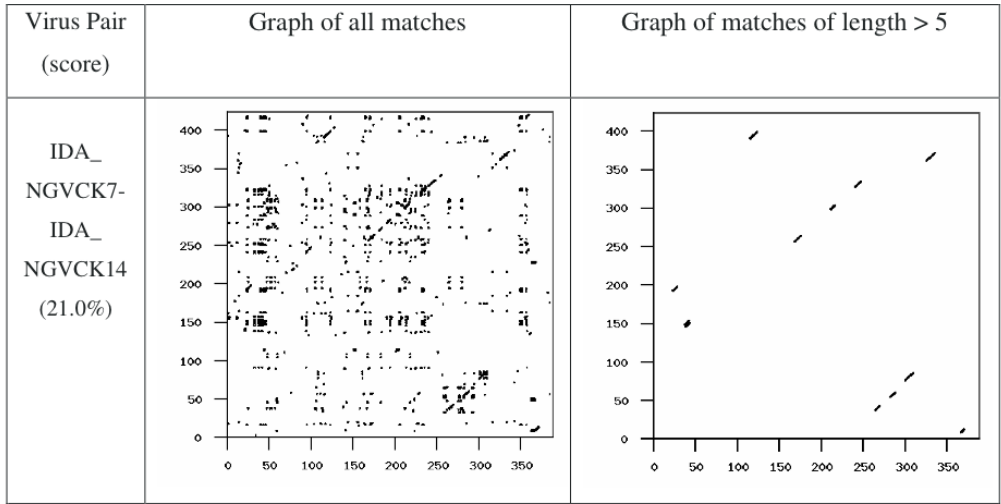 Virus Pair
(score)
Graph of all matches
Graph of matches of length > 5
IDA_
NGVCK7-
IDA_
NGVCK14
(21.0%)
400
350
300
250
200
150
100
50
0
0 50 100 150 200 250 300 350
400
350
300
250
200
150
100
50
0
0 50 100 150 200 250 300 350